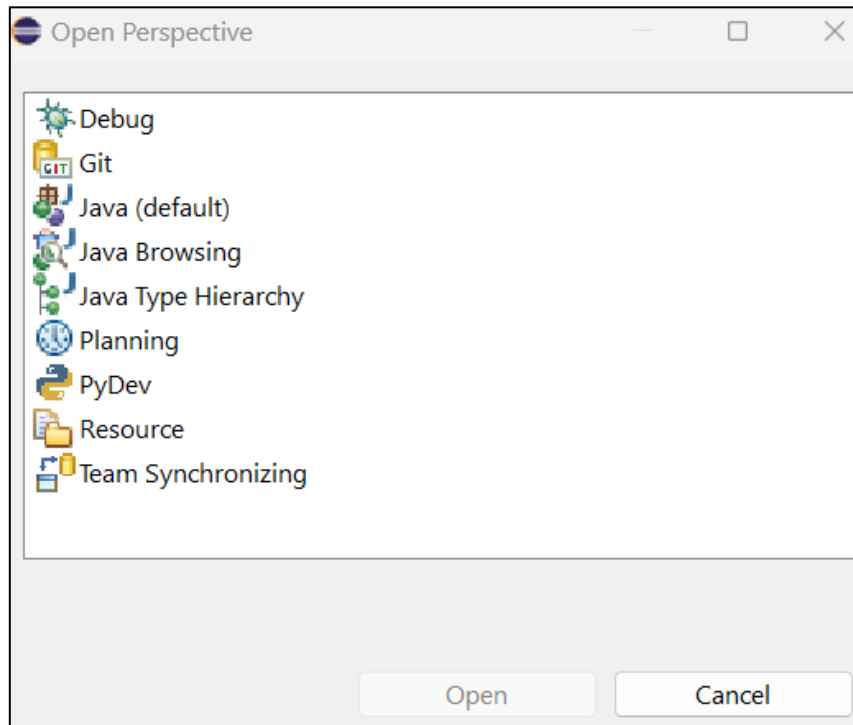 Open Perspective
Debug
GIT Git
Java (default)
Java Browsing
Java Type Hierarchy
Planning
PyDev
Resource
Team Synchronizing
Open Cancel